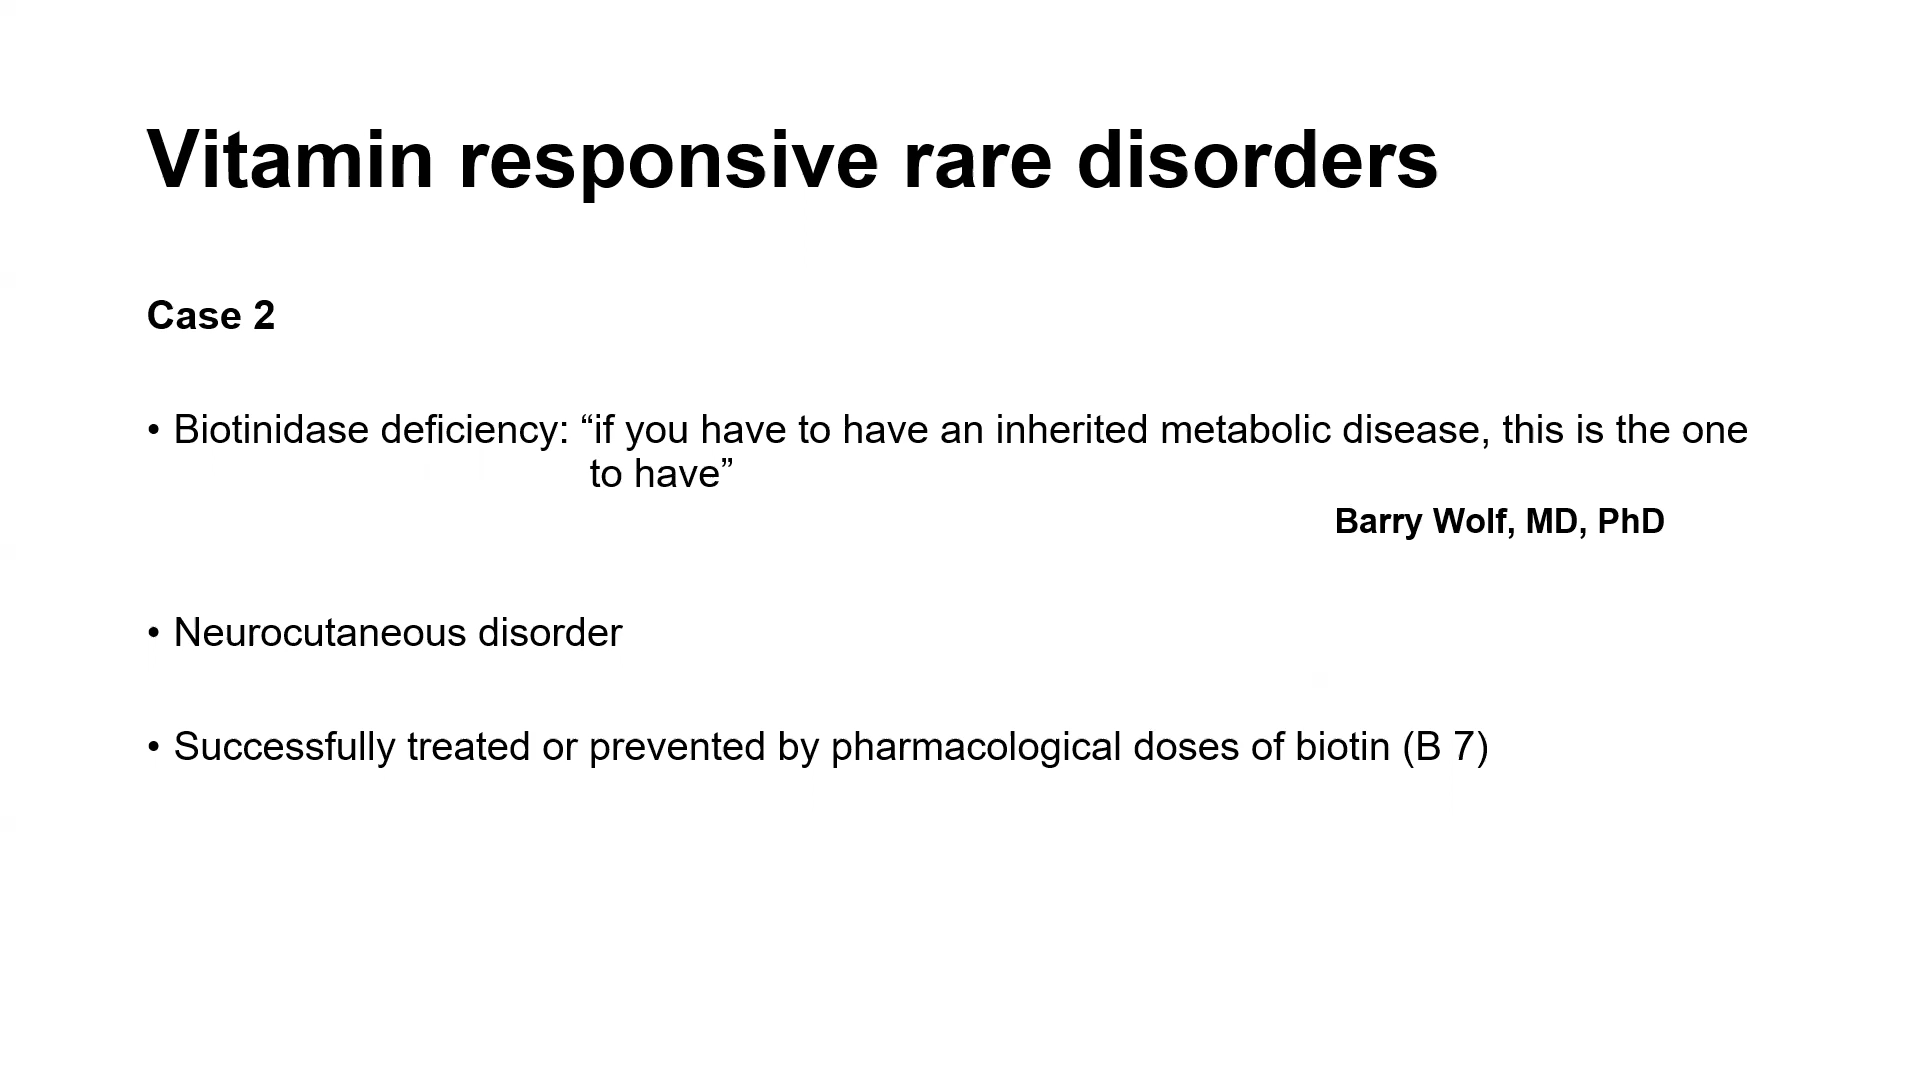 Vitamin responsive rare disorders
Case 2
• Biotinidase deficiency: “if you have to have an inherited metabolic disease, this is the one
to have”
Barry Wolf, MD, PhD
• Neurocutaneous disorder
• Successfully treated or prevented by pharmacological doses of biotin (B 7)